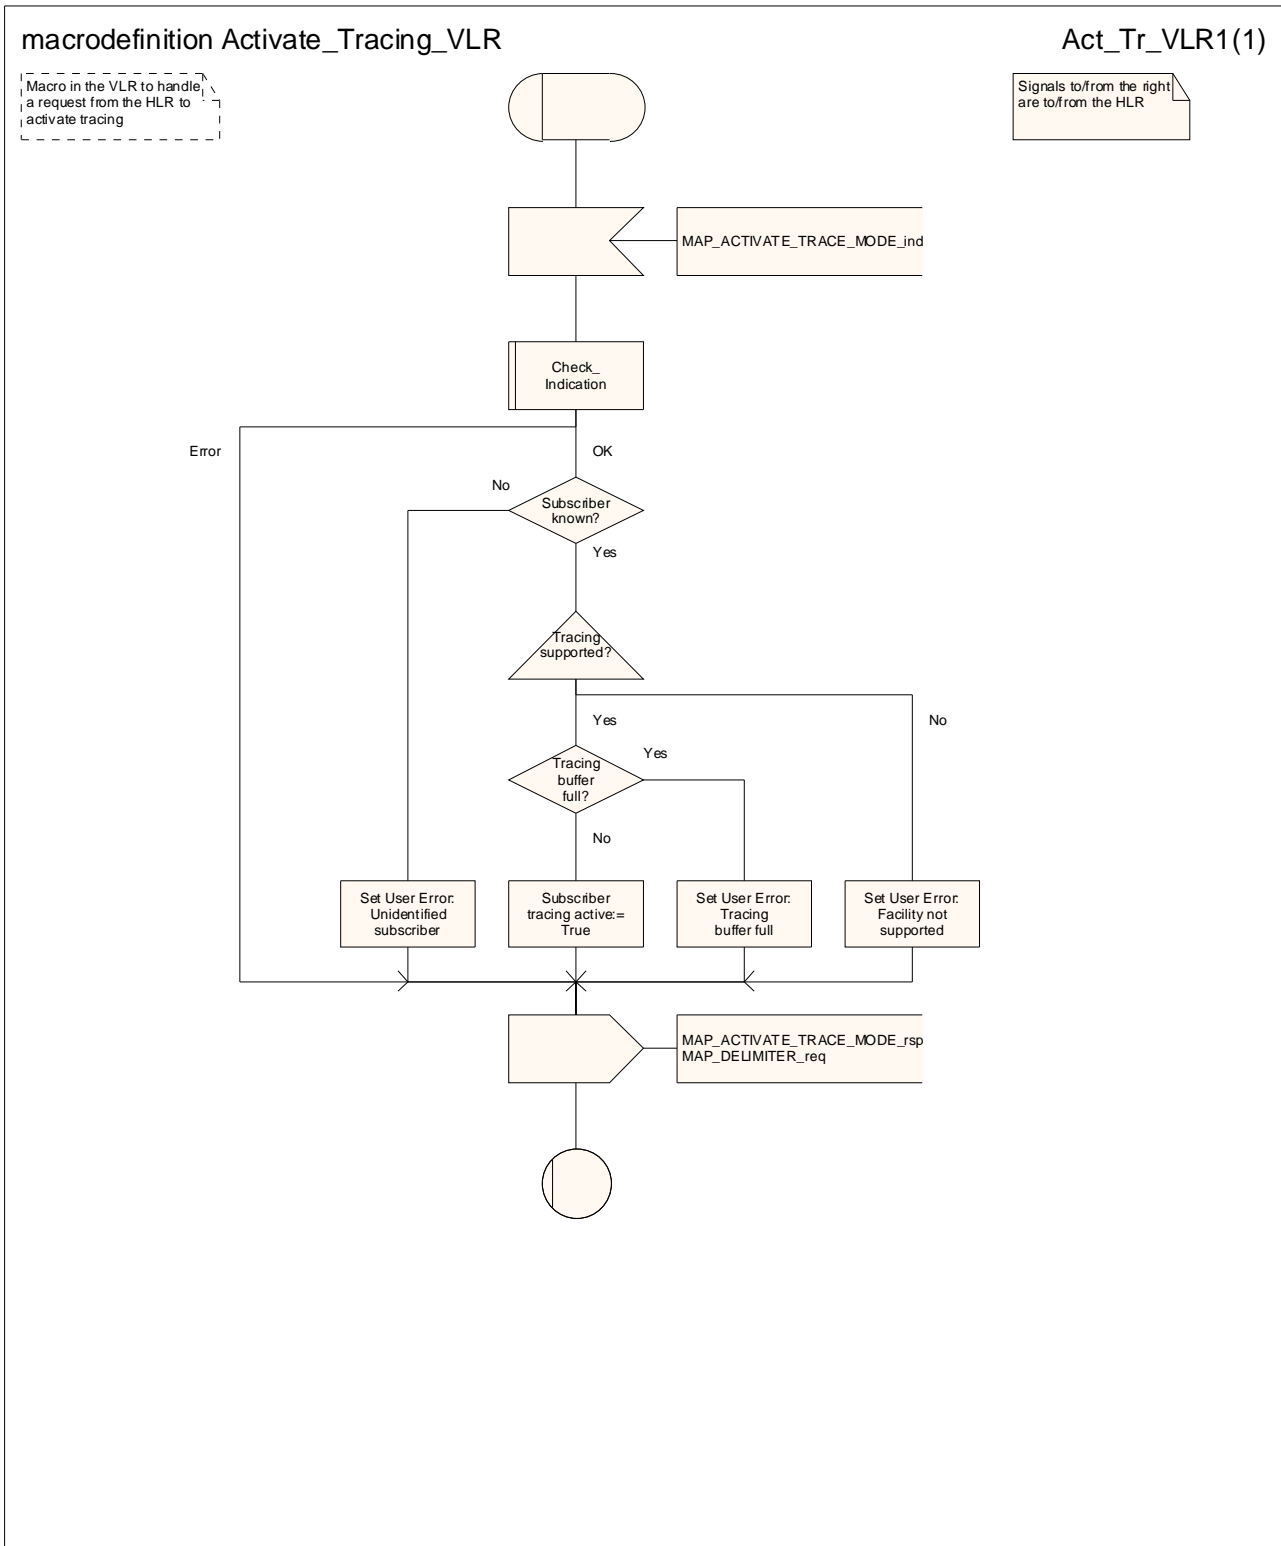 macrodefinition Activate_Tracing_VLR
Act_Tr_VLR1(1)
Macro in the VLR to handle
a request from the HLR to
activate tracing
Signals to/from the right
are to/from the HLR
MAP_ACTIVATE_TRACE_MODE_ind
Check_
Indication
Error
OK
No
Subscriber
known?
Yes
Tracing
supported?
Yes
No
Yes
Tracing
buffer
full?
No
Set User Error:
Unidentified
subscriber
Subscriber
tracing active:=
True
Set User Error:
Tracing
buffer full
Set User Error:
Facility not
supported
MAP_ACTIVATE_TRACE_MODE_rsp
MAP_DELIMITER_req